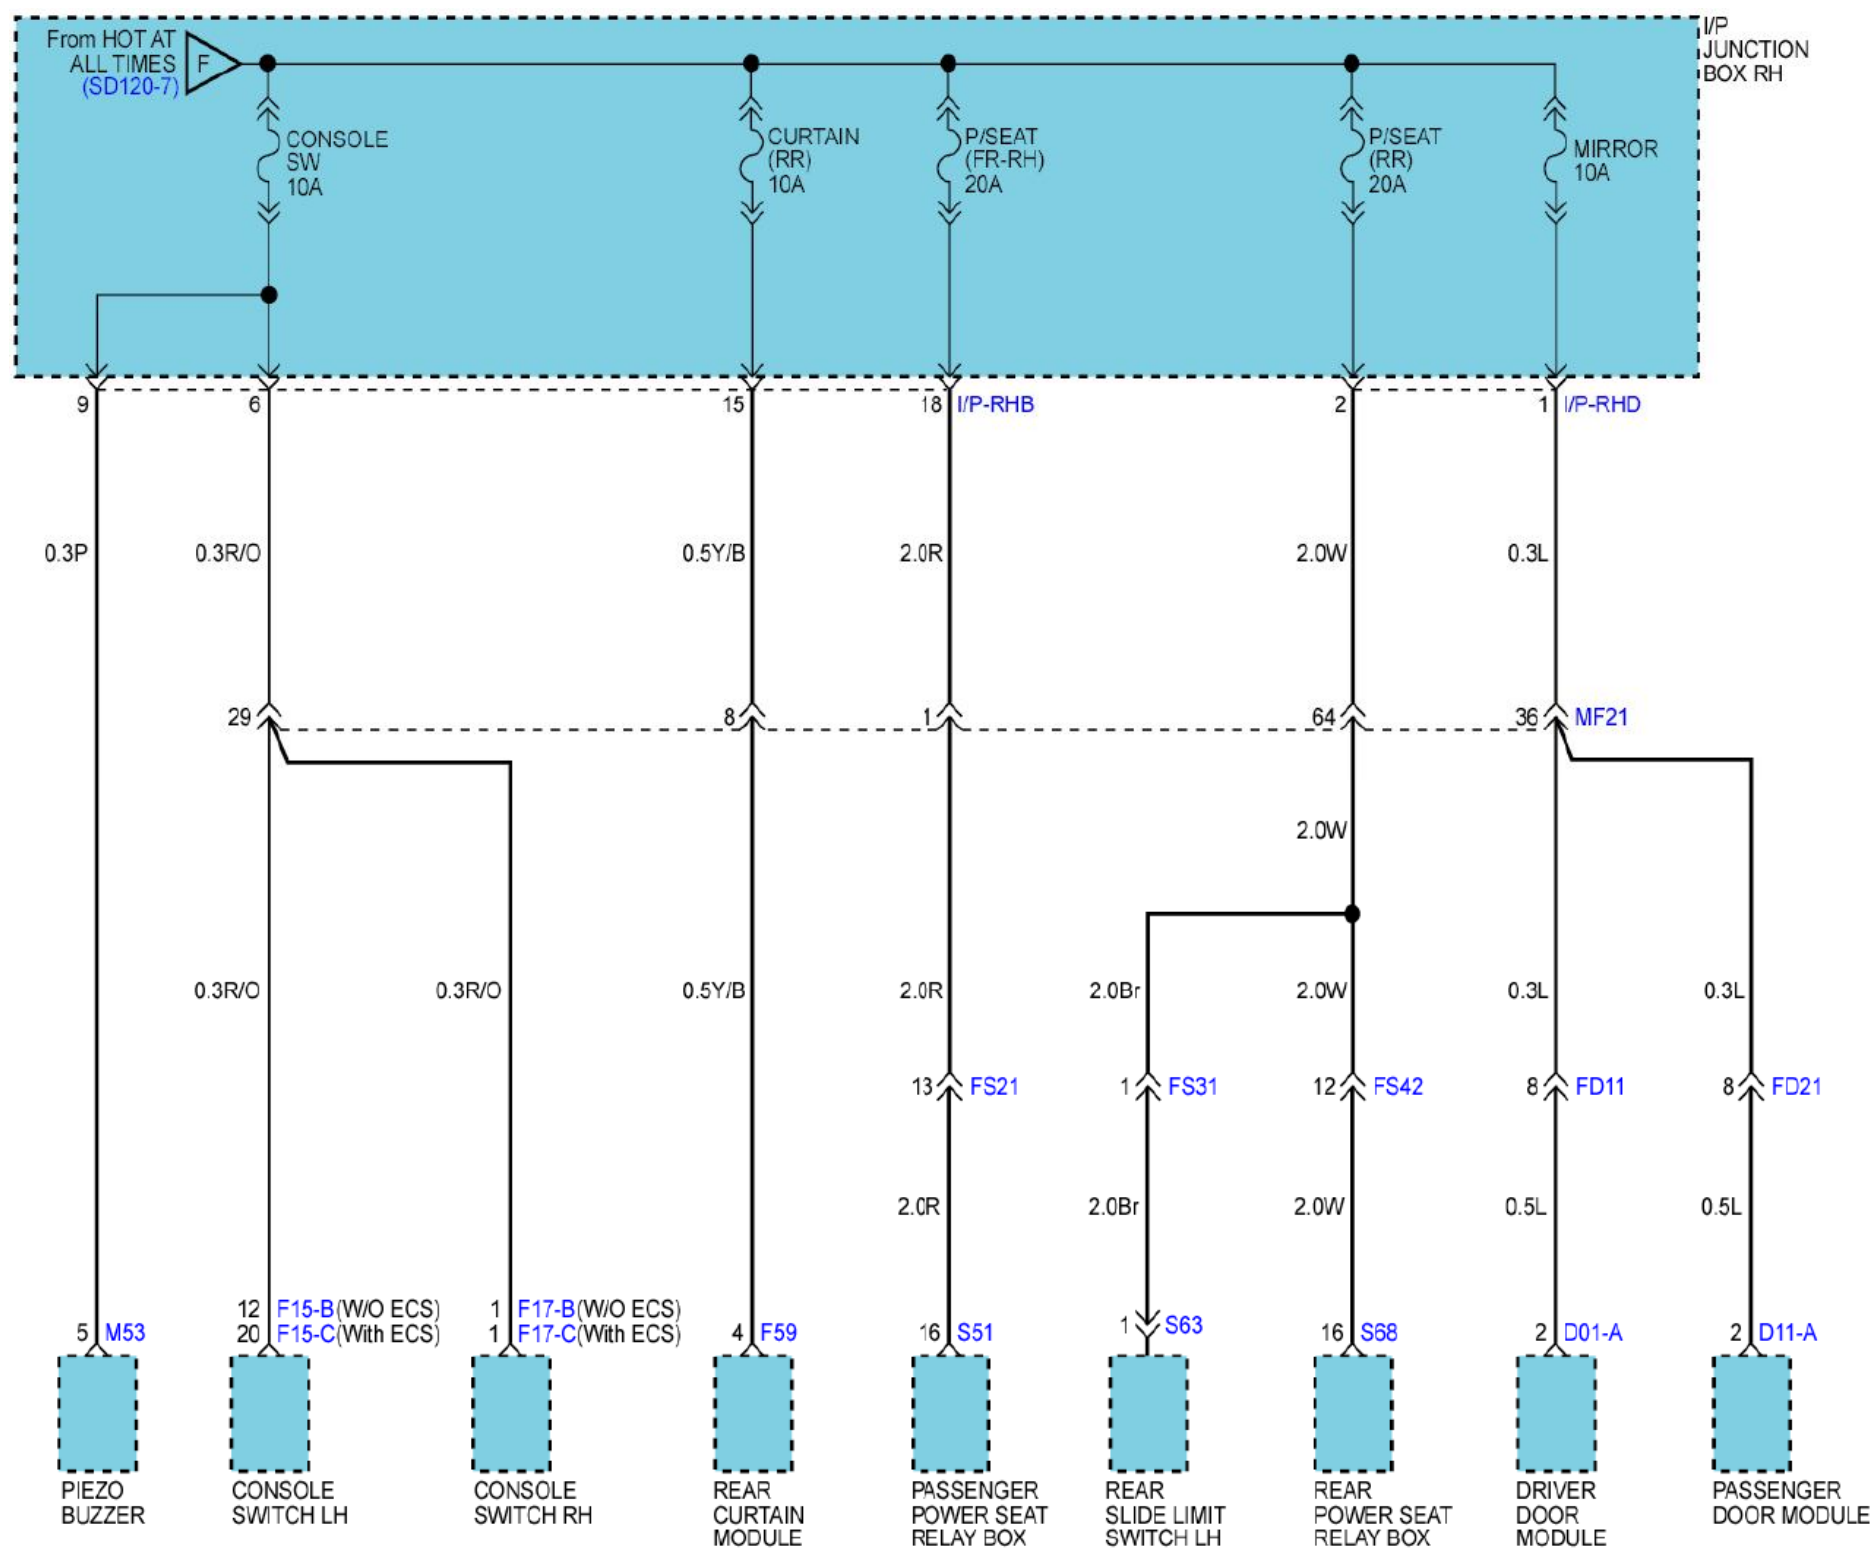 From HOT AT
ALL TIMES
(SD120-7)
F
I/P
JUNCTION
BOX RH
CONSOLE
SW
10A
CURTAIN
(RR)
10A
P/SEAT
(FR-RH)
20A
P/SEAT
(RR)
20A
MIRROR
10A
9 6 15 18 I/P-RHB 2 1 I/P-RHD
0.3P 0.3R/O 0.5Y/B 2.0R 2.0W 0.3L
29 8 1 64 36 MF21
2.0W
0.3R/O 0.3R/O 0.5Y/B 2.0R 2.0Br 2.0W 0.3L 0.3L
13 FS21 1 FS31 12 FS42 8 FD11 8 FD21
2.0R 2.0Br 2.0W 0.5L 0.5L
12 F15-B(W/O ECS) 1 F17-B(W/O ECS)
5 M53 20 F15-C(With ECS) 1 F17-C(With ECS) 4 F59 16 S51 1 S63 16 S68 2 D01-A 2 D11-A
PIEZO
BUZZER
CONSOLE
SWITCH LH
CONSOLE
SWITCH RH
REAR
CURTAIN
MODULE
PASSENGER
POWER SEAT
RELAY BOX
REAR
SLIDE LIMIT
SWITCH LH
REAR
POWER SEAT
RELAY BOX
DRIVER
DOOR
MODULE
PASSENGER
DOOR MODULE